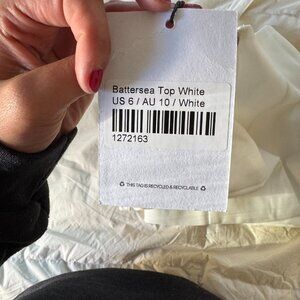 Battersea Top White
US 6 / AU 10 / White
1272163
THIS TAG IS RECYCLED & RECYCLABLE